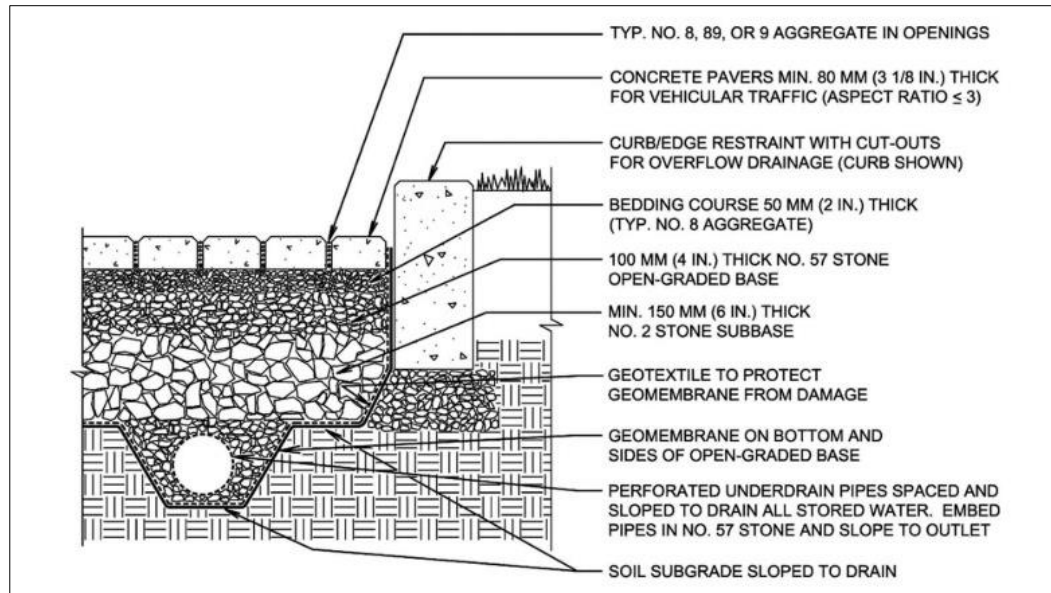 TYP. NO. 8, 89, OR 9 AGGREGATE IN OPENINGS
CONCRETE PAVERS MIN. 80 MM (3 1/8 IN.) THICK
FOR VEHICULAR TRAFFIC (ASPECT RATIO ≤ 3)
CURB/EDGE RESTRAINT WITH CUT-OUTS
FOR OVERFLOW DRAINAGE (CURB SHOWN)
BEDDING COURSE 50 MM (2 IN.) THICK
(TYP. NO. 8 AGGREGATE)
100 MM (4 IN.) THICK NO. 57 STONE
OPEN-GRADED BASE
MIN. 150 MM (6 IN.) THICK
NO. 2 STONE SUBBASE
GEOTEXTILE TO PROTECT
GEOMEMBRANE FROM DAMAGE
GEOMEMBRANE ON BOTTOM AND
SIDES OF OPEN-GRADED BASE
PERFORATED UNDERDRAIN PIPES SPACED AND
SLOPED TO DRAIN ALL STORED WATER. EMBED
PIPES IN NO. 57 STONE AND SLOPE TO OUTLET
SOIL SUBGRADE SLOPED TO DRAIN